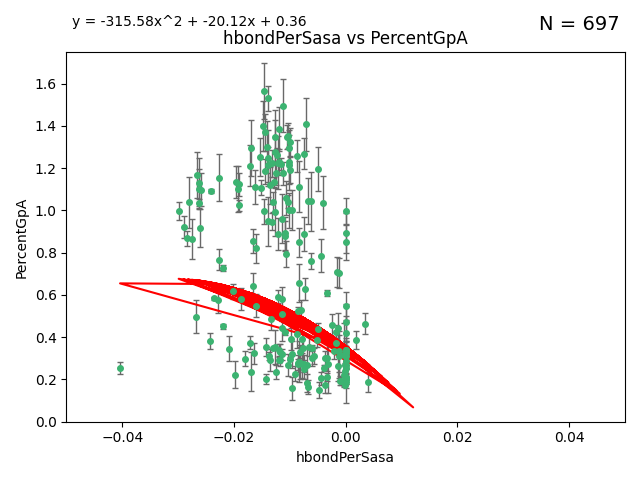 y = -315.58x^2 + -20.12x + 0.36
N = 697
hbondPerSasa vs PercentGpA
1.6
1.4
1.2
1.0
0.8
0.6
0.4
0.2
0.0
PercentGpA
−0.04 −0.02 0.00 0.02 0.04
hbondPerSasa